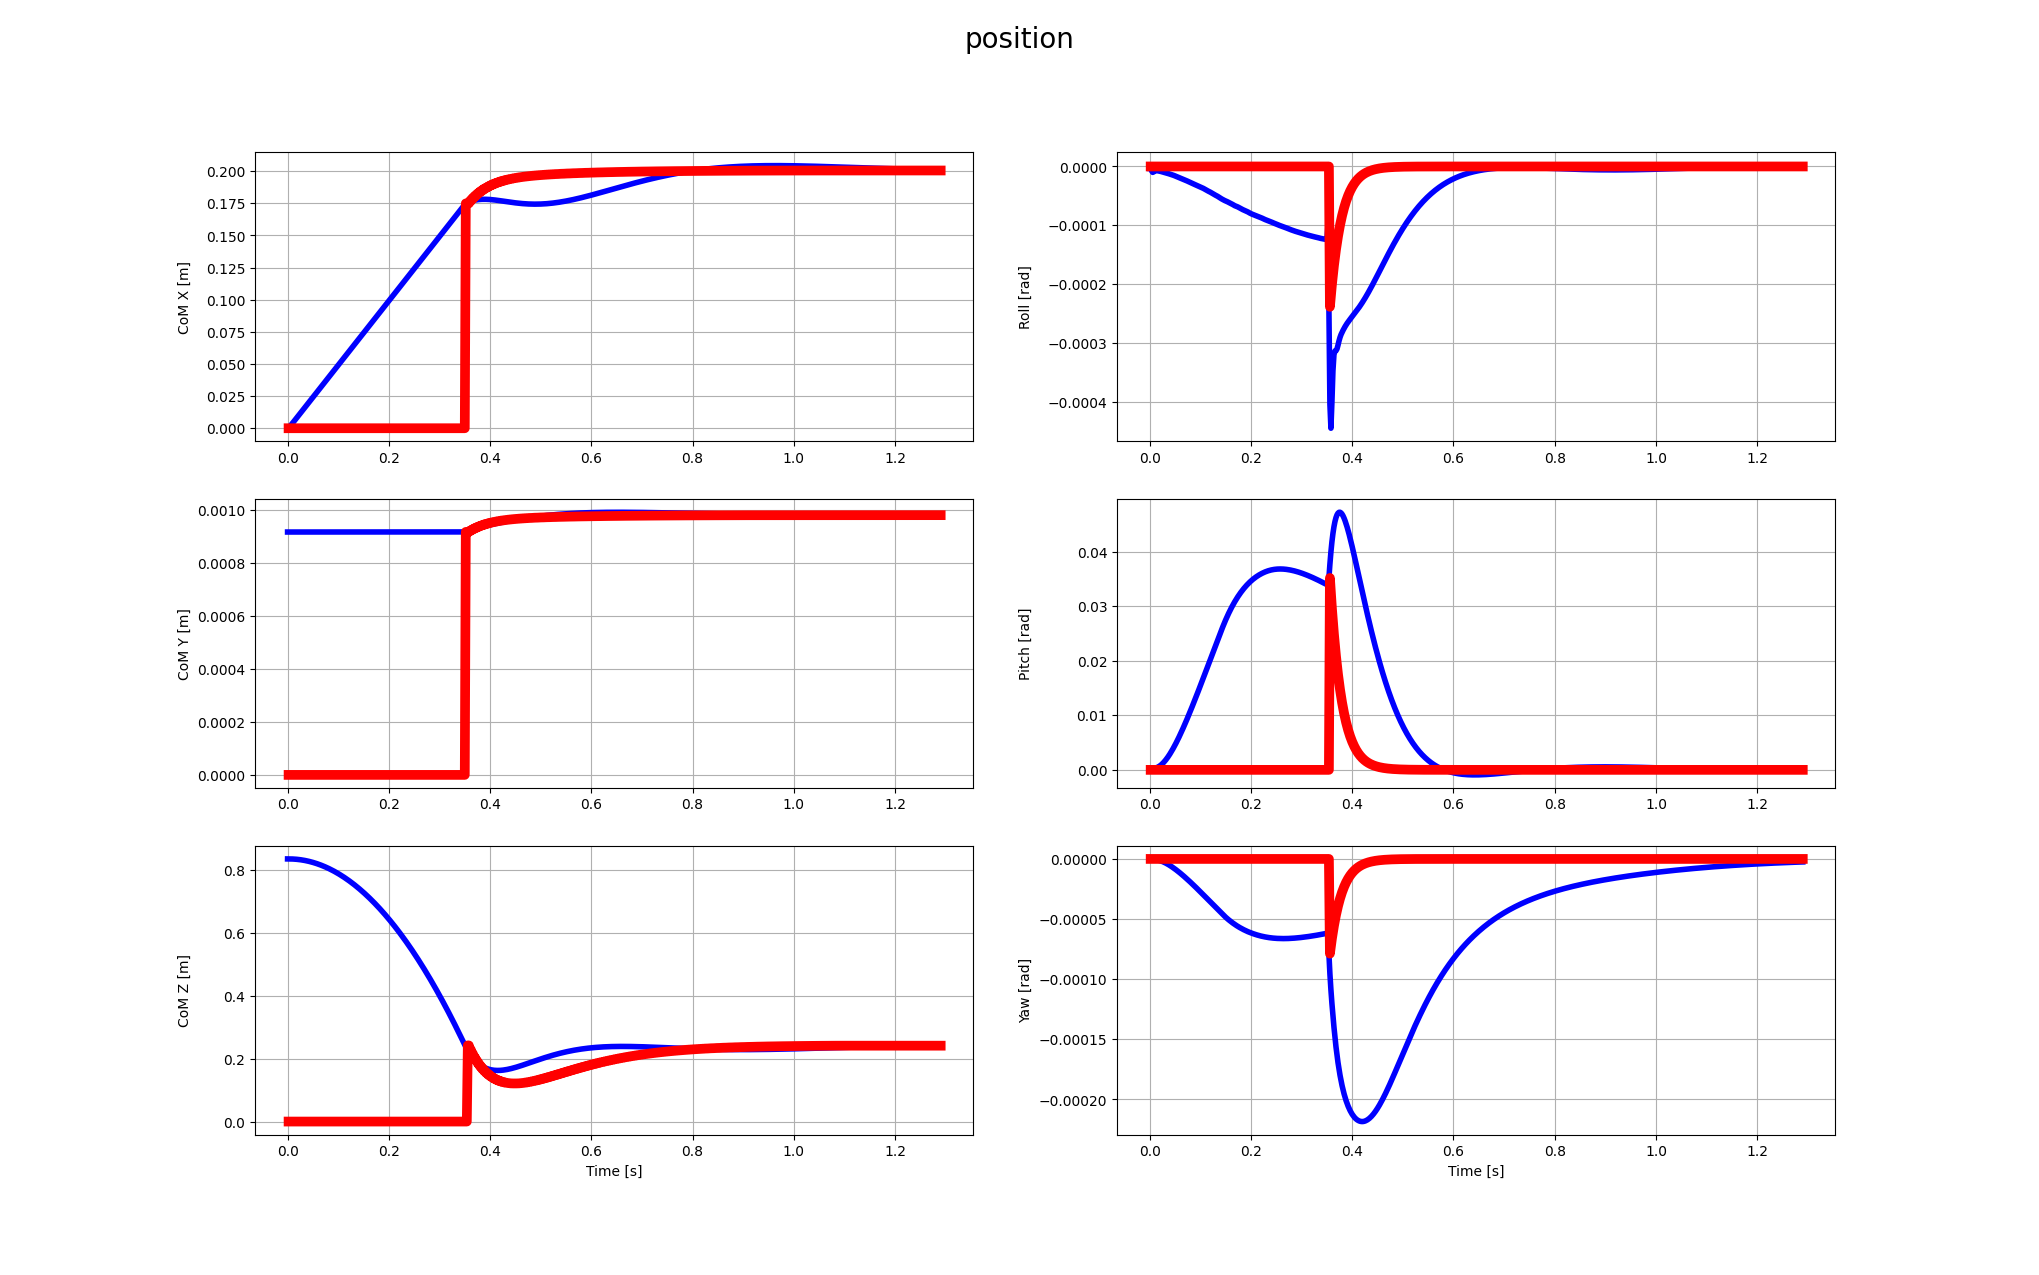 position
CoM X [m]
0.200
0.175
0.150
0.125
0.100
0.075
0.050
0.025
0.000
0.0 0.2 0.4 0.6 0.8 1.0 1.2
Roll [rad]
0.0000
−0.0001
−0.0002
−0.0003
−0.0004
0.0 0.2 0.4 0.6 0.8 1.0 1.2
CoM Y [m]
0.0010
0.0008
0.0006
0.0004
0.0002
0.0000
0.0 0.2 0.4 0.6 0.8 1.0 1.2
Pitch [rad]
0.04
0.03
0.02
0.01
0.00
0.0 0.2 0.4 0.6 0.8 1.0 1.2
CoM Z [m]
0.8
0.6
0.4
0.2
0.0
0.0 0.2 0.4 0.6 0.8 1.0 1.2
Time [s]
Yaw [rad]
0.00000
−0.00005
−0.00010
−0.00015
−0.00020
0.0 0.2 0.4 0.6 0.8 1.0 1.2
Time [s]